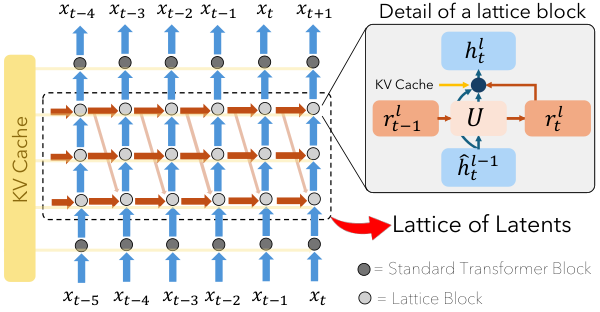 x_{t-4} x_{t-3} x_{t-2} x_{t-1} x_t x_{t+1}
KV Cache
Detail of a lattice block
h_t^l
KV Cache
r_{t-1}^l U r_t^l
ĥ_t^{l-1}
Lattice of Latents
= Standard Transformer Block
= Lattice Block
x_{t-5} x_{t-4} x_{t-3} x_{t-2} x_{t-1} x_t